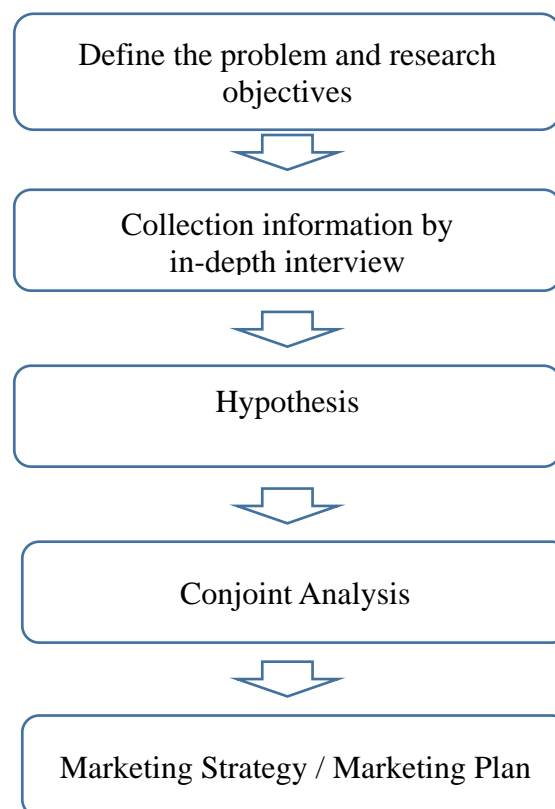 Define the problem and research
objectives
Collection information by
in-depth interview
Hypothesis
Conjoint Analysis
Marketing Strategy / Marketing Plan